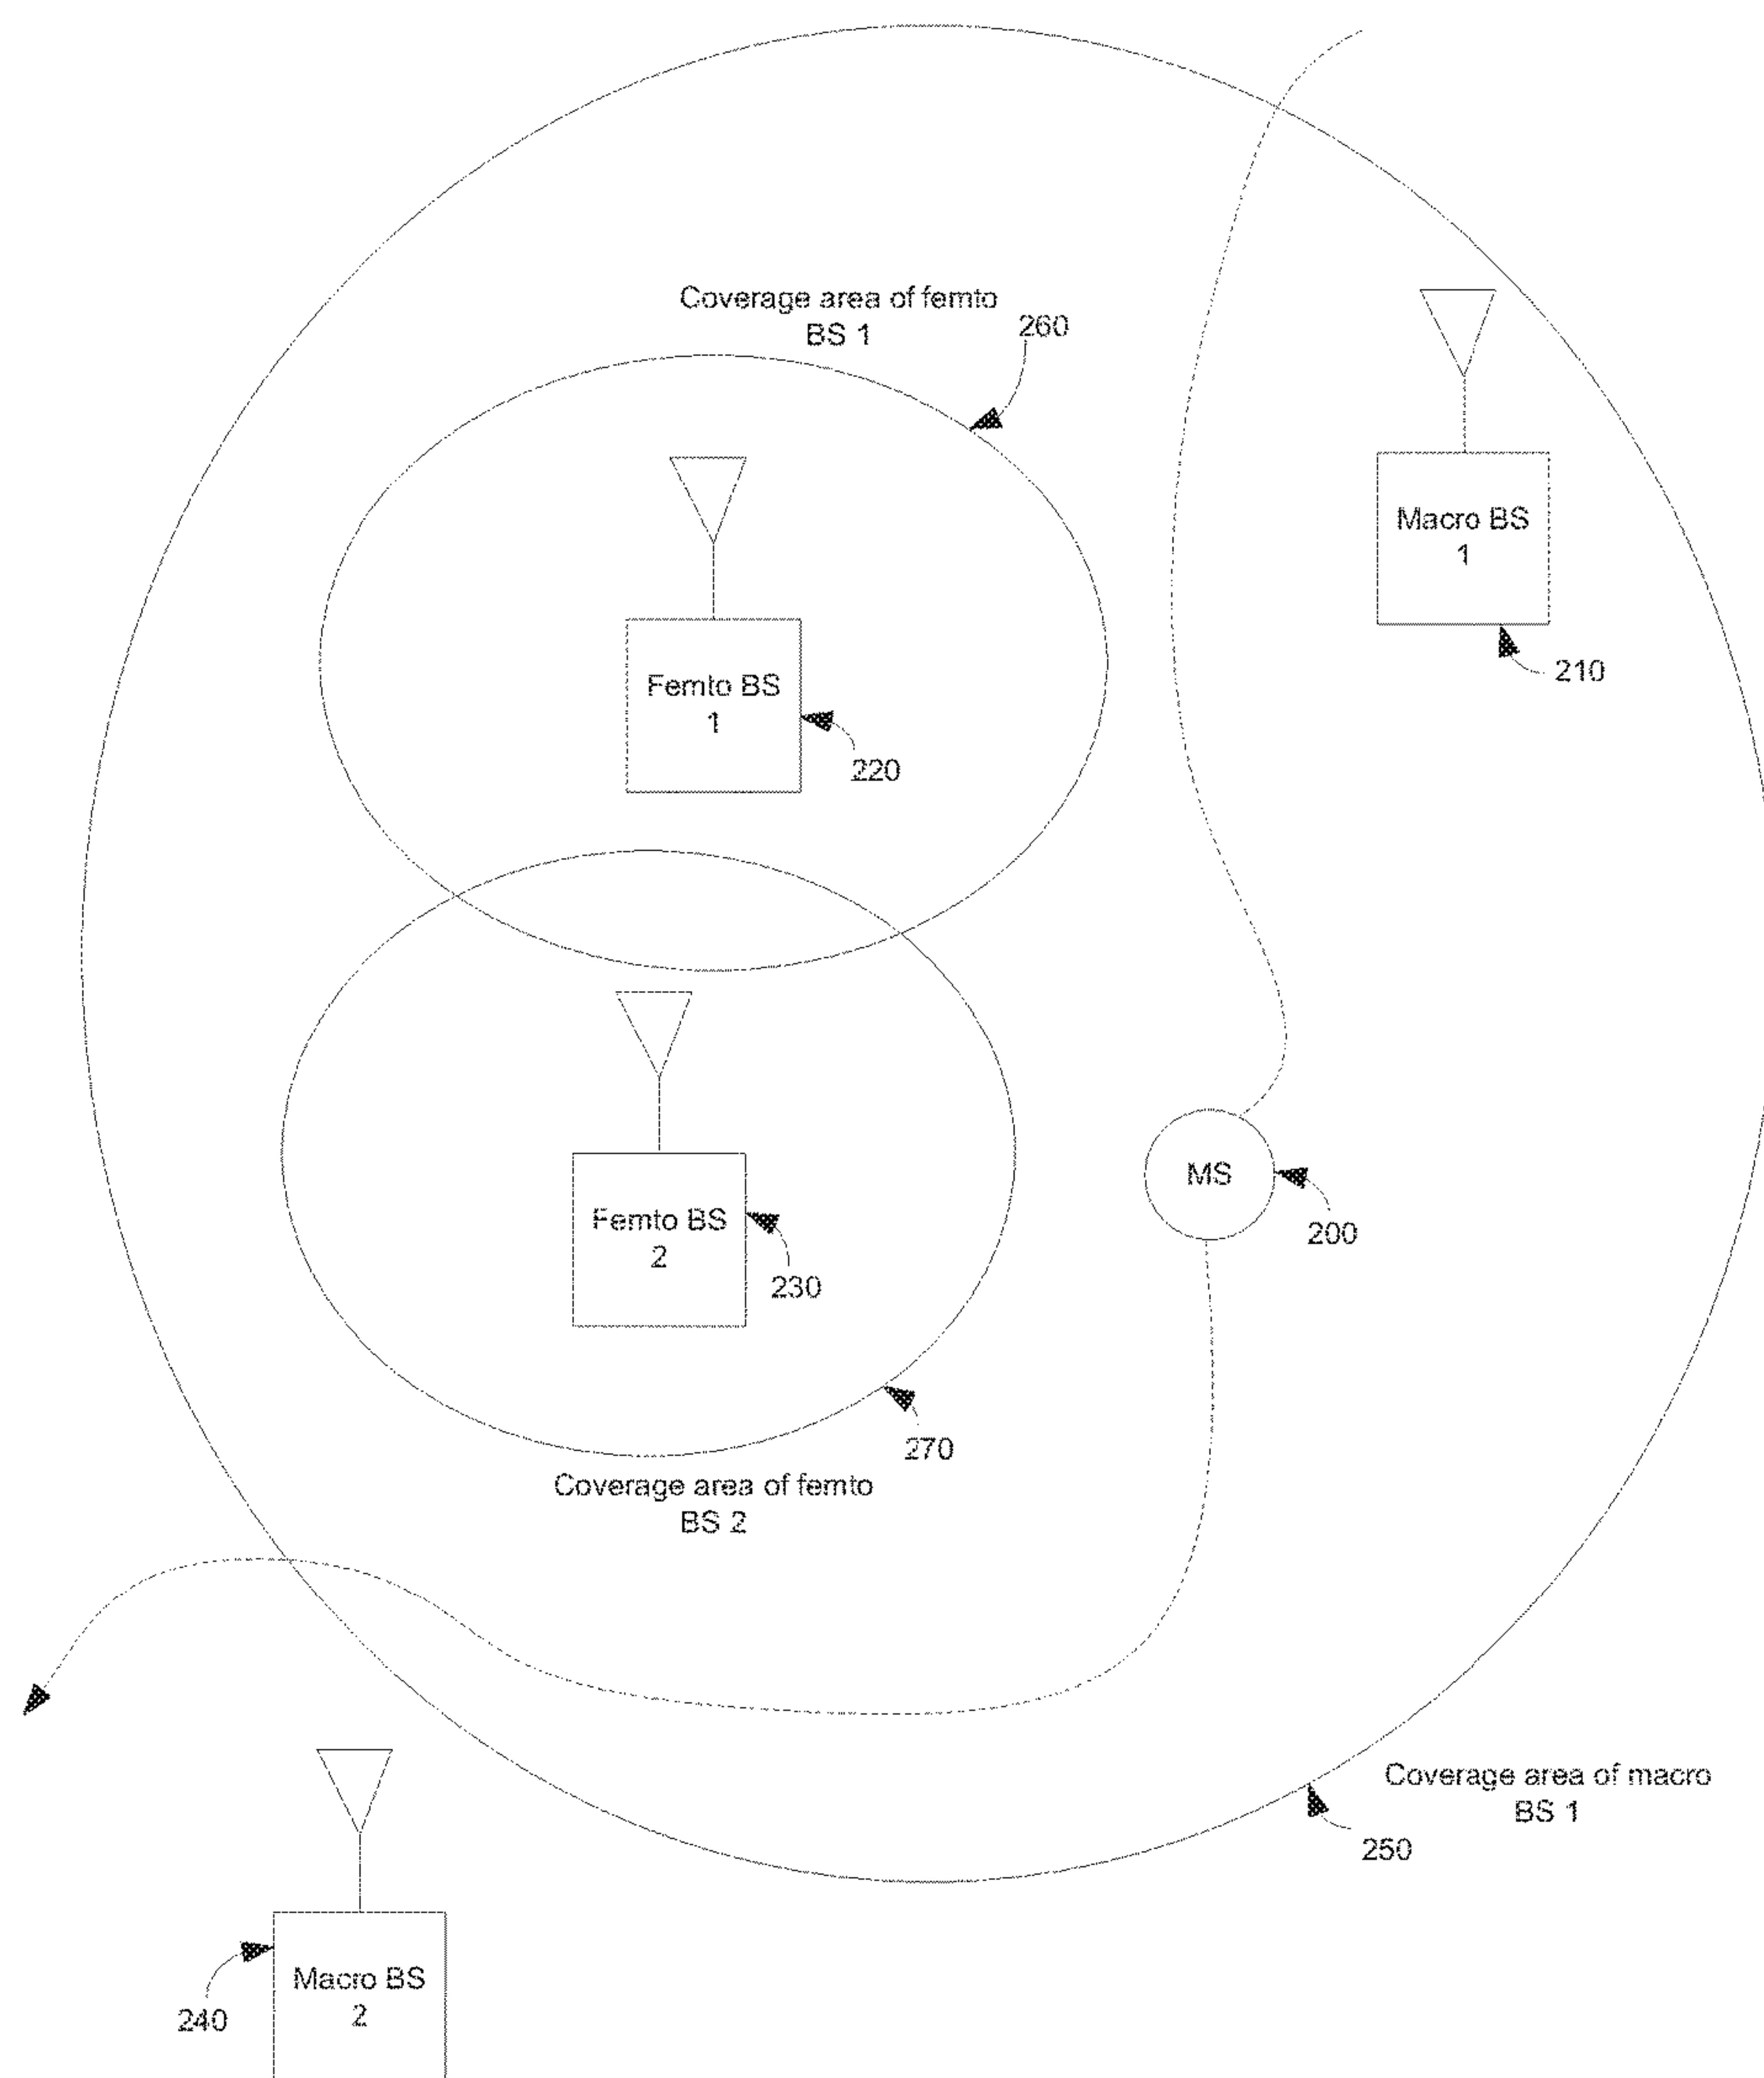 Coverage area of femto
BS 1
260
Macro BS
1
210
Femto BS
1
220
Femto BS
2
230
MS
200
270
Coverage area of femto
BS 2
Coverage area of macro
BS 1
250
Macro BS
2
240